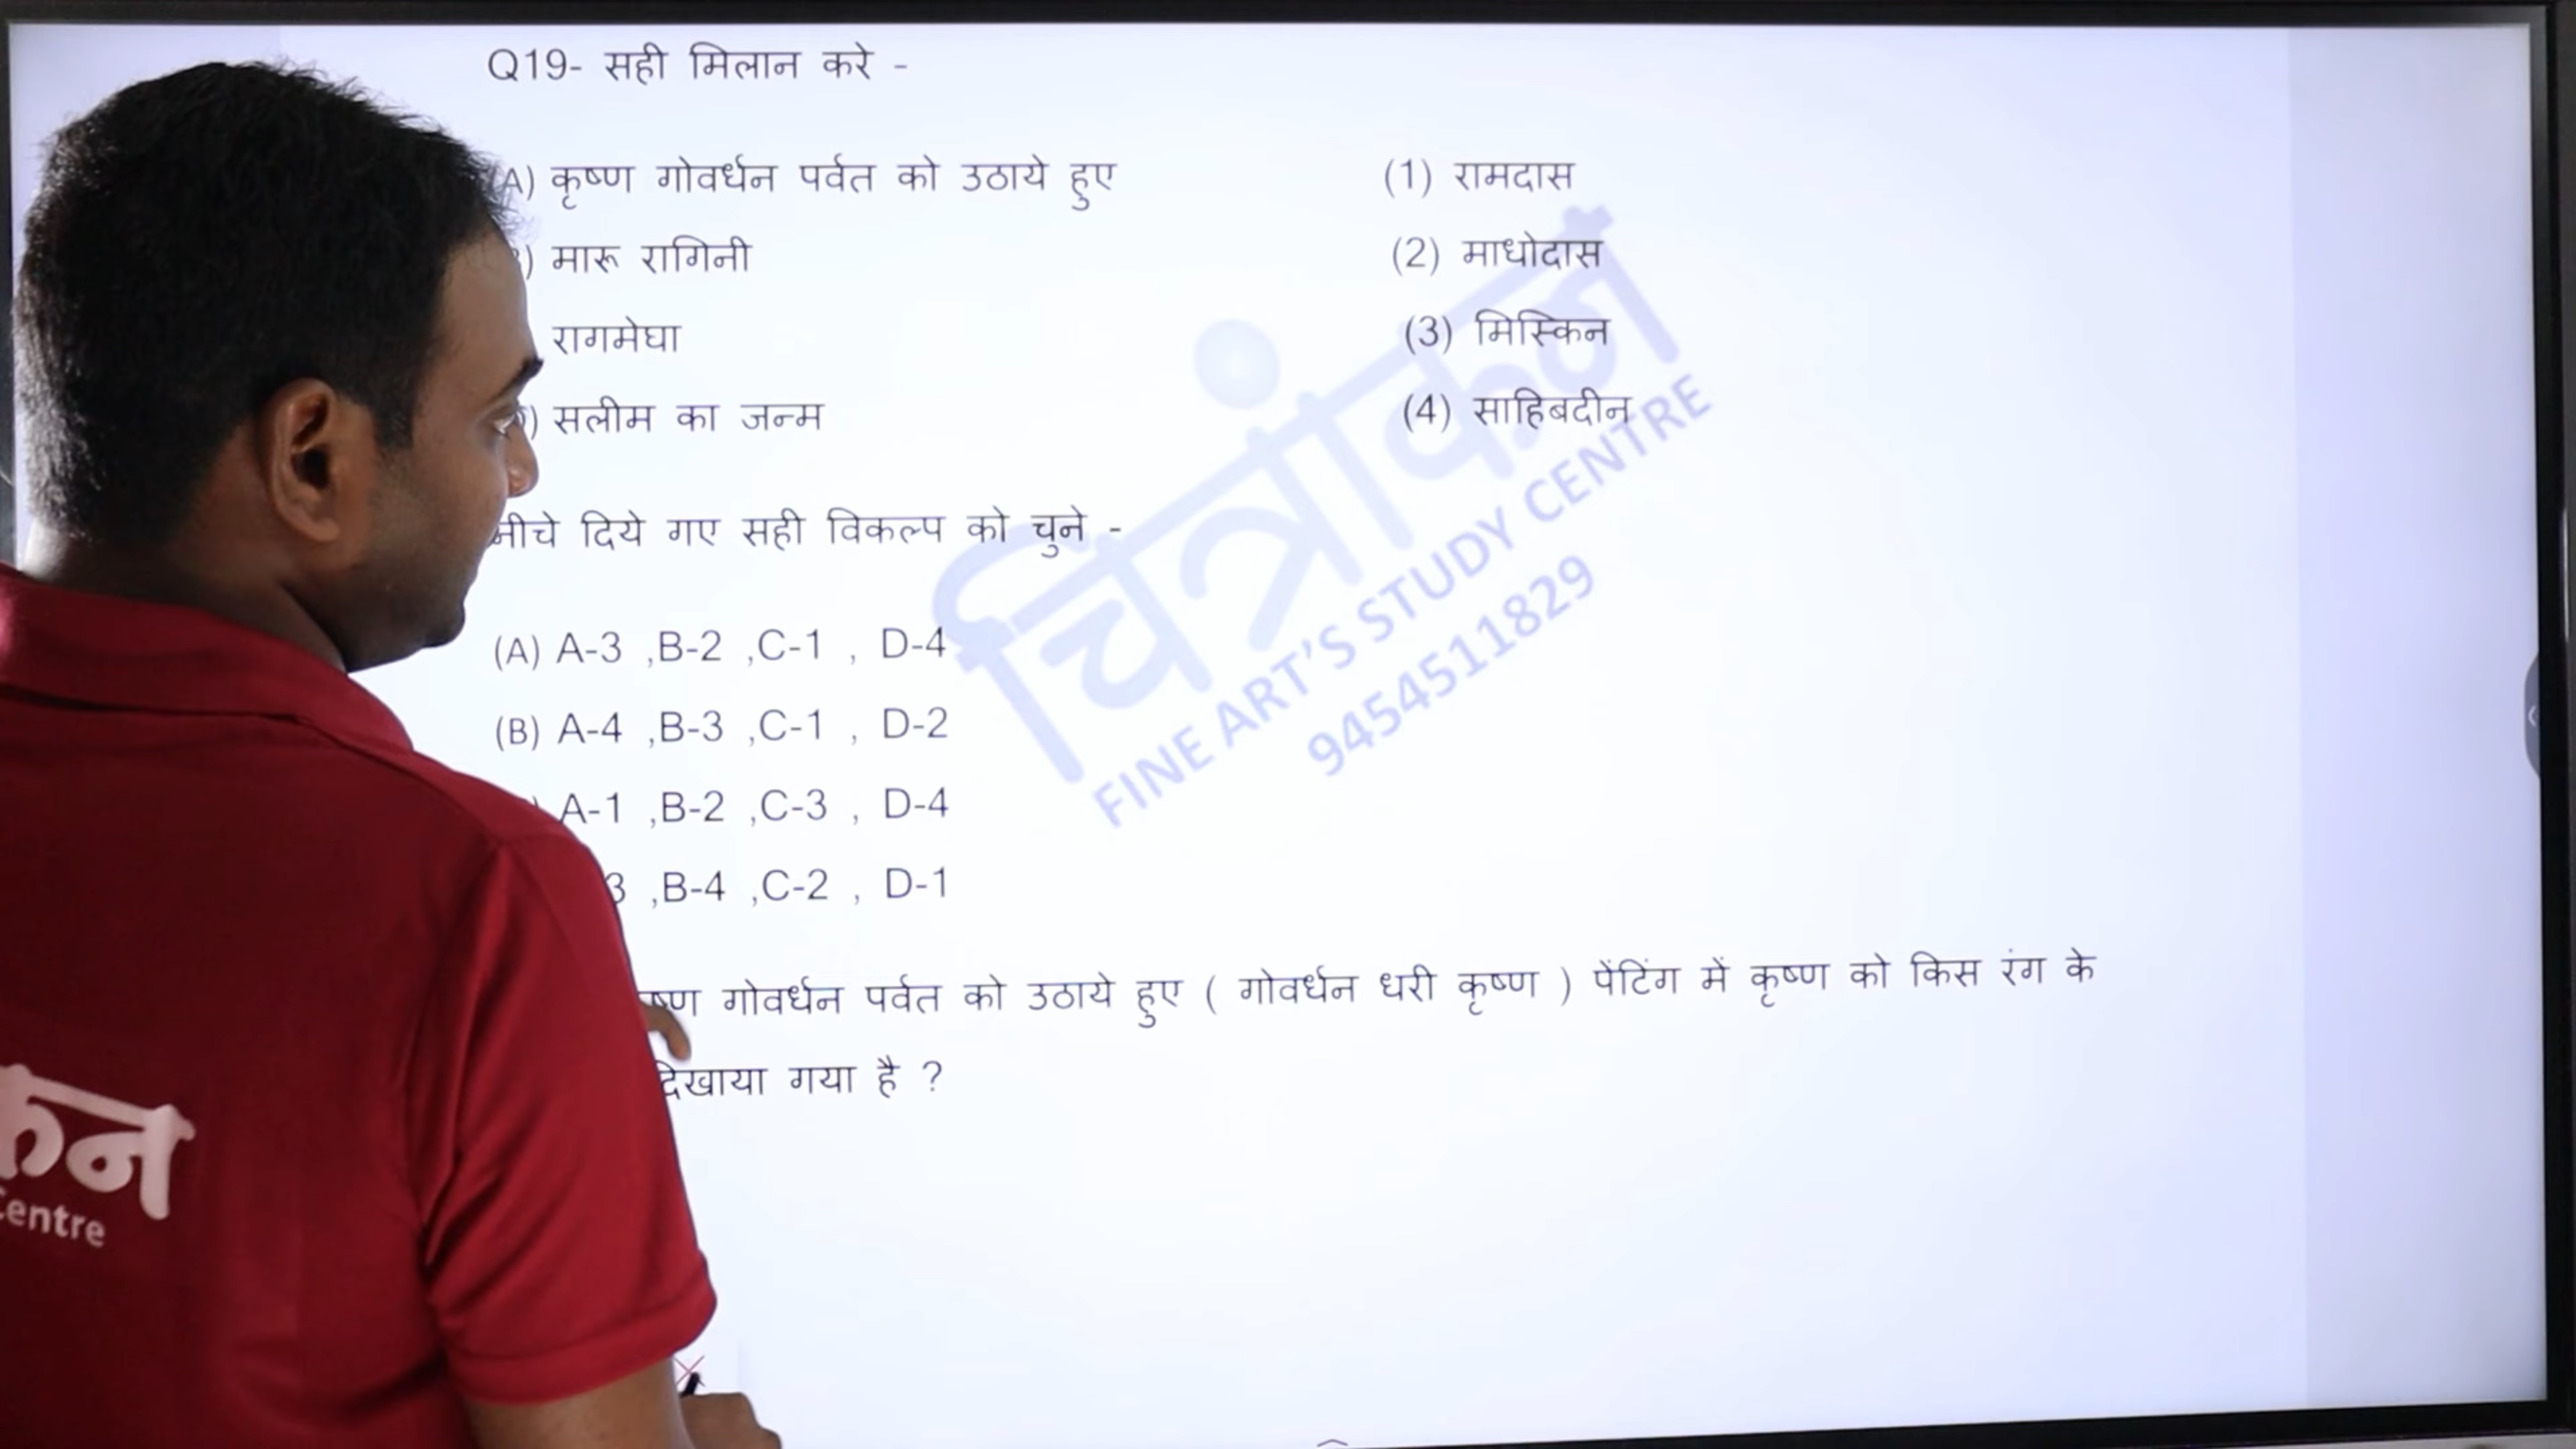 Q19- सही मिलान करे -
A) कृष्ण गोवर्धन पर्वत को उठाये हुए (1) रामदास
) मारू रागिनी (2) माधोदास
रागमेघा (3) मिस्किन
) सलीम का जन्म (4) साहिबदीन
नीचे दिये गए सही विकल्प को चुने -
(A) A-3 ,B-2 ,C-1 , D-4
(B) A-4 ,B-3 ,C-1 , D-2
) A-1 ,B-2 ,C-3 , D-4
3 ,B-4 ,C-2 , D-1
गोवर्धन पर्वत को उठाये हुए ( गोवर्धन धरी कृष्ण ) पेंटिंग में कृष्ण को किस रंग के
दिखाया गया है ?
चित्रांकन
FINE ART'S STUDY CENTRE
9454511829
कन
Centre